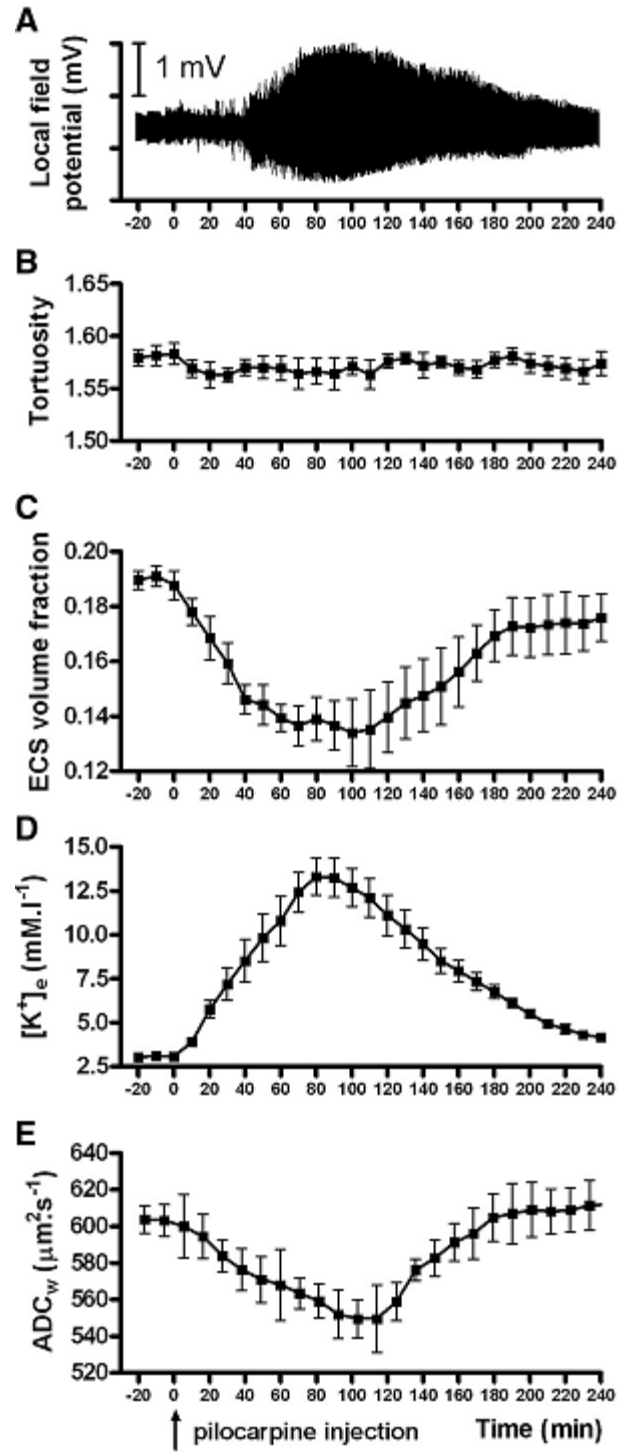 A
Local field
potential (mV)
1 mV
-20 0 20 40 60 80 100 120 140 160 180 200 220 240
B
Tortuosity
1.65
1.60
1.55
1.50
-20 0 20 40 60 80 100 120 140 160 180 200 220 240
C
ECS volume fraction
0.20
0.18
0.16
0.14
0.12
-20 0 20 40 60 80 100 120 140 160 180 200 220 240
D
[K⁺]ₑ (mM.l⁻¹)
15.0
12.5
10.0
7.5
5.0
2.5
-20 0 20 40 60 80 100 120 140 160 180 200 220 240
E
ADCw (μm².s⁻¹)
640
620
600
580
560
540
520
-20 0 20 40 60 80 100 120 140 160 180 200 220 240
pilocarpine injection
Time (min)